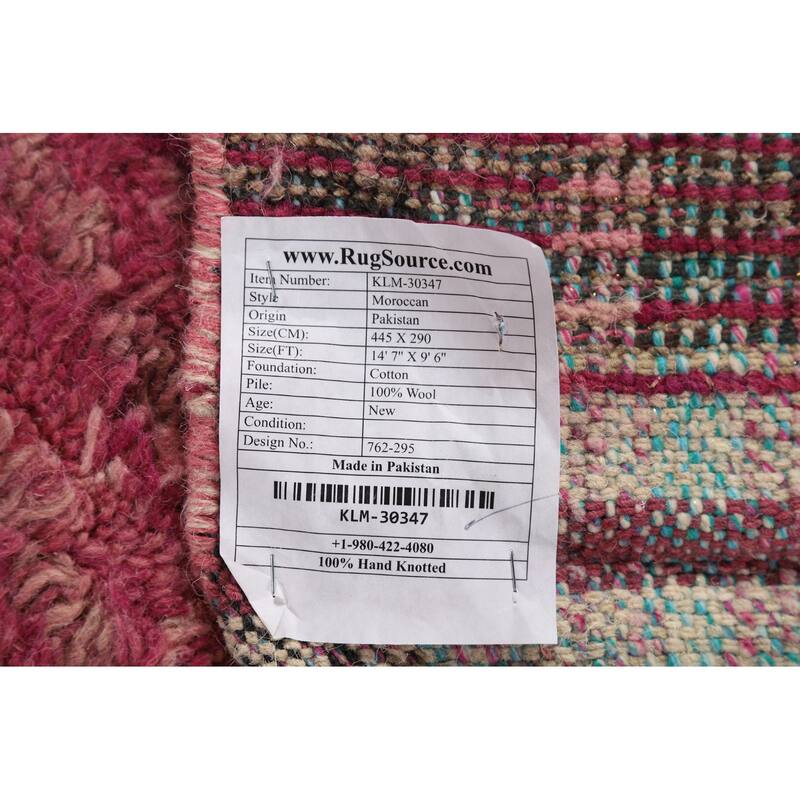 www.RugSource.com
Item Number: KLM-30347
Style Moroccan
Origin Pakistan
Size(CM): 445 X 290
Size(FT): 14' 7" X 9' 6"
Foundation: Cotton
Pile: 100% Wool
Age: New
Condition:
Design No.: 762-295
Made in Pakistan
KLM-30347
+1-980-422-4080
100% Hand Knotted